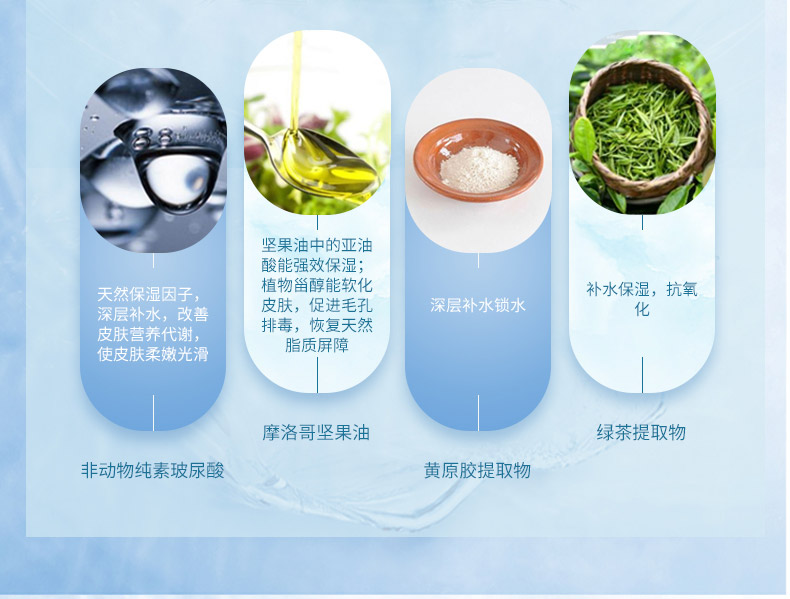 天然保湿因子，
深层补水，改善
皮肤营养代谢，
使皮肤柔嫩光滑
非动物纯素玻尿酸
坚果油中的亚油
酸能强效保湿；
植物甾醇能软化
皮肤，促进毛孔
排毒，恢复天然
脂质屏障
摩洛哥坚果油
深层补水锁水
黄原胶提取物
补水保湿，抗氧
化
绿茶提取物